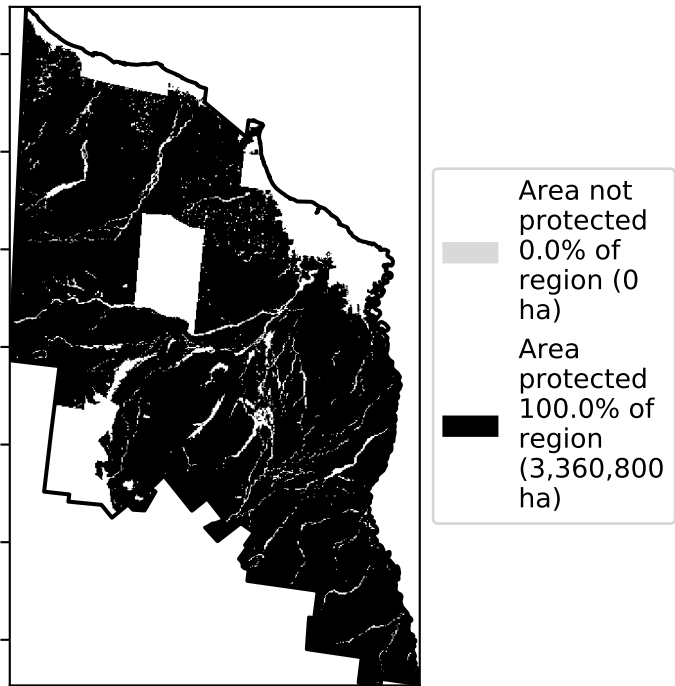 Area not
protected
0.0% of
region (0
ha)
Area
protected
100.0% of
region
(3,360,800
ha)